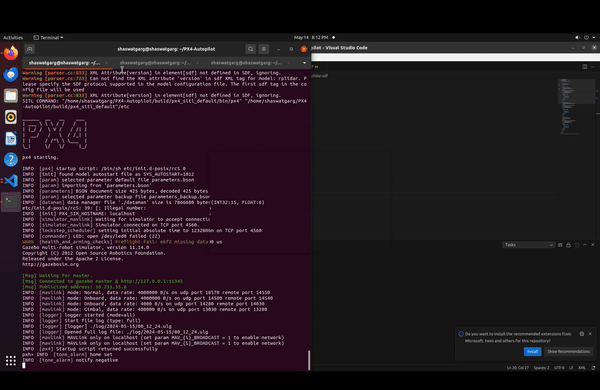 Activities
Terminal
May 14 8:12 PM
shaswatgarg@shaswatgarg: ~/PX4-Autopilot
pilot - Visual Studio Code
shaswatgarg@shaswatgarg: ~/...
shaswatgarg@shaswatgarg: ~/...
shaswatgarg@shaswatgarg: ~/...
Warning [parser.cc:833] XML Attribute[version] in element[sdf] not defined in SDF, ignoring.
Warning [parser.cc:723] Can not find the XML attribute 'version' in sdf XML tag for model: rplidar. P
lease specify the SDF protocol supported in the model configuration file. The first sdf tag in the co
nfig file will be used
Warning [parser.cc:833] XML Attribute[version] in element[sdf] not defined in SDF, ignoring.
SITL COMMAND: "/home/shaswatgarg/PX4-Autopilot/build/px4_sitl_default/bin/px4" "/home/shaswatgarg/PX4
-Autopilot/build/px4_sitl_default"/etc
px4 starting.
INFO [px4] startup script: /bin/sh etc/init.d-posix/rcS 0
INFO [init] found model autostart file as SYS_AUTOSTART=1012
INFO [param] selected parameter default file parameters.bson
INFO [param] importing from 'parameters.bson'
INFO [parameters] BSON document size 425 bytes, decoded 425 bytes
INFO [param] selected parameter backup file parameters_backup.bson
INFO [dataman] data manager file './dataman' size is 7866640 bytes
etc/init.d-posix/rcS: 39: [: Illegal number:
INFO [init] PX4_SIM_HOSTNAME: localhost
INFO [simulator_mavlink] Waiting for simulator to accept connection
INFO [simulator_mavlink] Simulator connected on TCP port 4560.
INFO [lockstep_scheduler] setting initial absolute time to
INFO [commander] LED: open /dev/led0 failed (22)
WARN [health_and_arming_checks] Preflight Fail: ekf2 missing data
Gazebo multi-robot simulator, version 11.14.0
Copyright (C) 2012 Open Source Robotics Foundation.
Released under the Apache 2 License.
http://gazebosim.org
[Msg] Waiting for master.
[Msg] Connected to gazebo master @ http://127.0.0.1:11345
[Msg] Publicized address:
INFO [mavlink] mode: Normal, data rate: 4000000 B/s on udp port 18570 remote port 14550
INFO [mavlink] mode: Onboard, data rate: 4000000 B/s on udp port 14580 remote port 14540
INFO [mavlink] mode: Onboard, data rate: 4000 B/s on udp port 14280 remote port 14030
INFO [mavlink] mode: Gimbal, data rate: 400000 B/s on udp port 13030 remote port 13280
INFO [logger] logger started (mode=all)
INFO [logger] Start file log (type: full)
INFO [logger] [logger] ./log/2024-05-15/00_12_24.ulg
INFO [logger] Opened full log file: ./log/2024-05-15/00_12_24.ulg
INFO [mavlink] MAVLink only on localhost (set param MAV_{i}_BROADCAST = 1 to enable network)
INFO [mavlink] MAVLink only on localhost (set param MAV_{i}_BROADCAST = 1 to enable network)
INFO [px4] Startup script returned successfully
pxh> INFO [tone_alarm] home set
INFO [tone_alarm] notify negative
Tasks
Do you want to install the recommended extensions from
Microsoft, twxs and others for this repository?
Install
Show Recommendations
Ln 20, Col 27
Spaces: 2
UTF-8
LF
XML